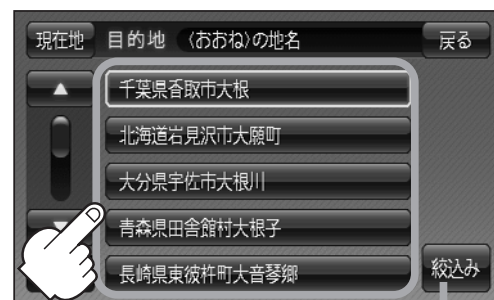 現在地 目的地 〈おおね〉の地名 戻る
▲
千葉県香取市大根
北海道岩見沢市大願町
大分県宇佐市大根川
青森県田舎館村大根子
長崎県東彼杵町大音琴郷
絞込み